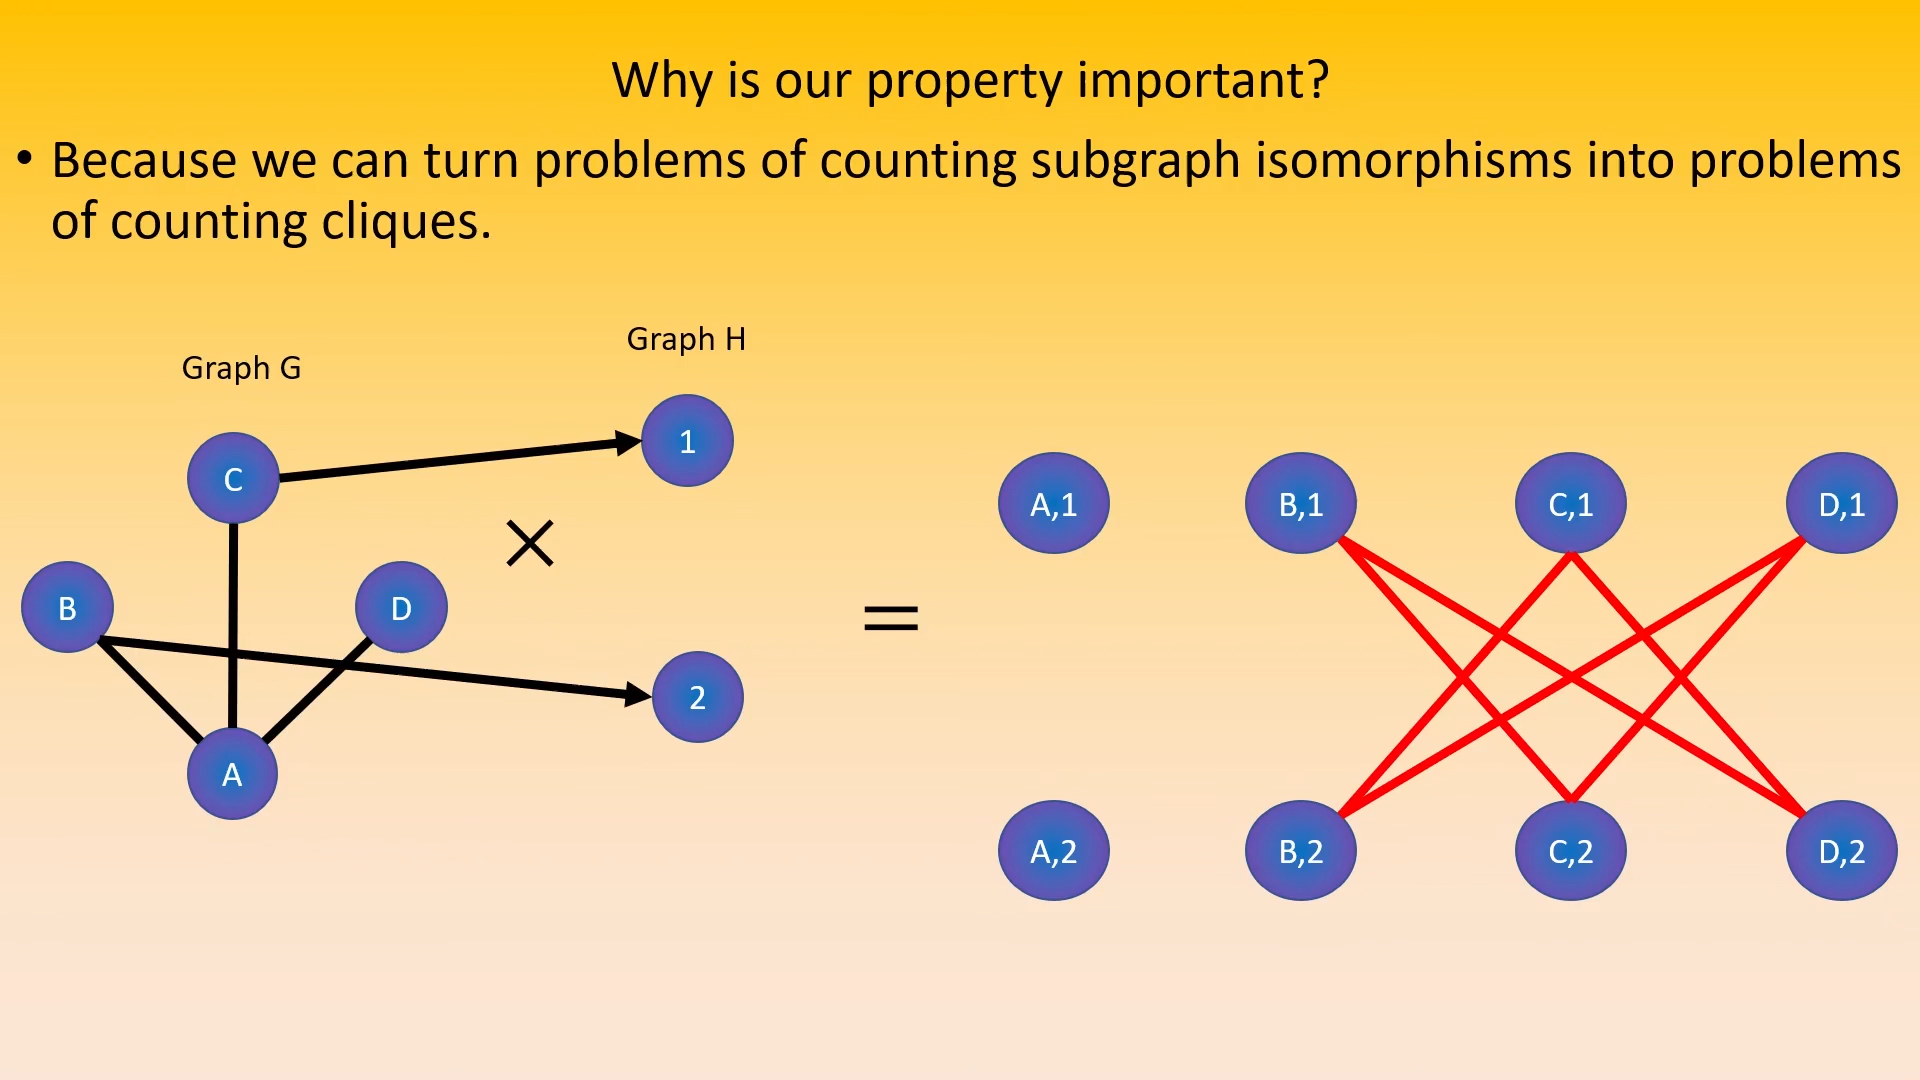 Why is our property important?
• Because we can turn problems of counting subgraph isomorphisms into problems
of counting cliques.
Graph G
Graph H
C
1
×
B
D
2
A
=
A,1
B,1
C,1
D,1
A,2
B,2
C,2
D,2